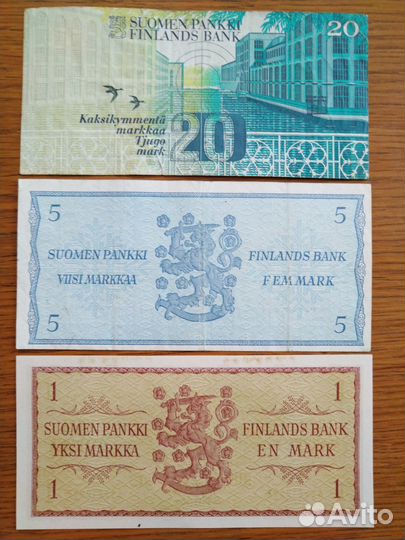 SUOMEN PANKKI
FINLANDS BANK
20
Kaksikymmentä
markkaa
Tjugo
mark
20
5 5
SUOMEN PANKKI FINLANDS BANK
VIISI MARKKAA FEM MARK
5 5
1 1
SUOMEN PANKKI FINLANDS BANK
YKSI MARKKA EN MARK
1 1
Avito